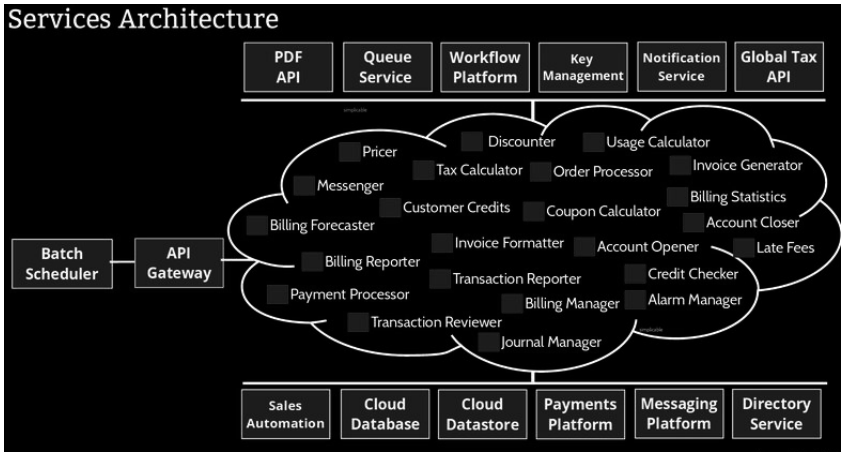 Services Architecture
PDF
API
Queue
Service
Workflow
Platform
Key
Management
Notification
Service
Global Tax
API
Discounter
Usage Calculator
Pricer
Tax Calculator
Order Processor
Invoice Generator
Messenger
Billing Statistics
Customer Credits
Coupon Calculator
Billing Forecaster
Account Closer
Invoice Formatter
Account Opener
Late Fees
Batch
Scheduler
API
Gateway
Billing Reporter
Transaction Reporter
Credit Checker
Payment Processor
Billing Manager
Alarm Manager
Transaction Reviewer
Journal Manager
Sales
Automation
Cloud
Database
Cloud
Datastore
Payments
Platform
Messaging
Platform
Directory
Service